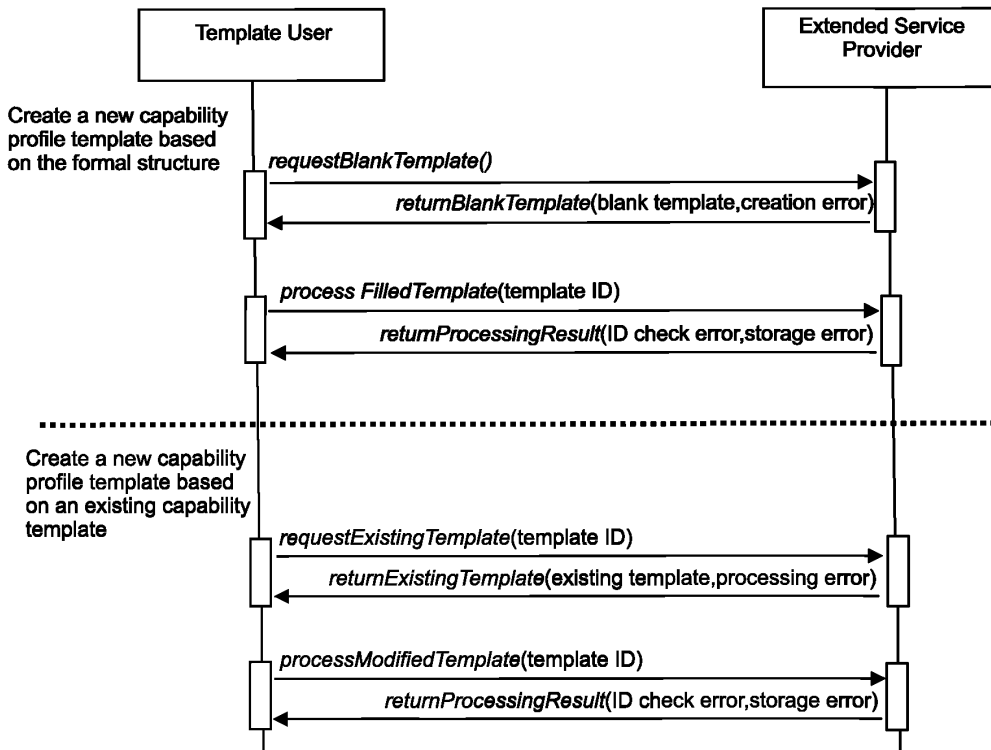 Template User
Extended Service
Provider
Create a new capability
profile template based
on the formal structure
requestBlankTemplate()
returnBlankTemplate(blank template,creation error)
process FilledTemplate(template ID)
returnProcessingResult(ID check error,storage error)
Create a new capability
profile template based
on an existing capability
template
requestExistingTemplate(template ID)
returnExistingTemplate(existing template,processing error)
processModifiedTemplate(template ID)
returnProcessingResult(ID check error,storage error)